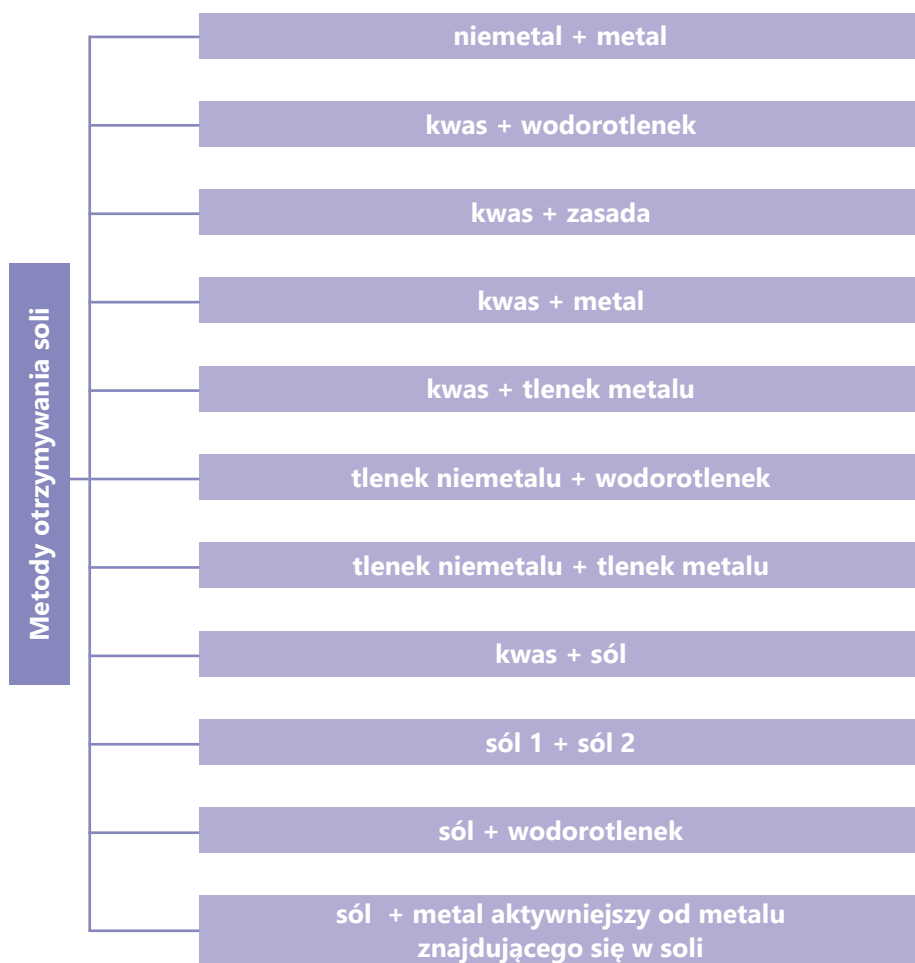 Metody otrzymywania soli
niemetal + metal
kwas + wodorotlenek
kwas + zasada
kwas + metal
kwas + tlenek metalu
tlenek niemetalu + wodorotlenek
tlenek niemetalu + tlenek metalu
kwas + sól
sól 1 + sól 2
sól + wodorotlenek
sól + metal aktywniejszy od metalu
znajdującego się w soli